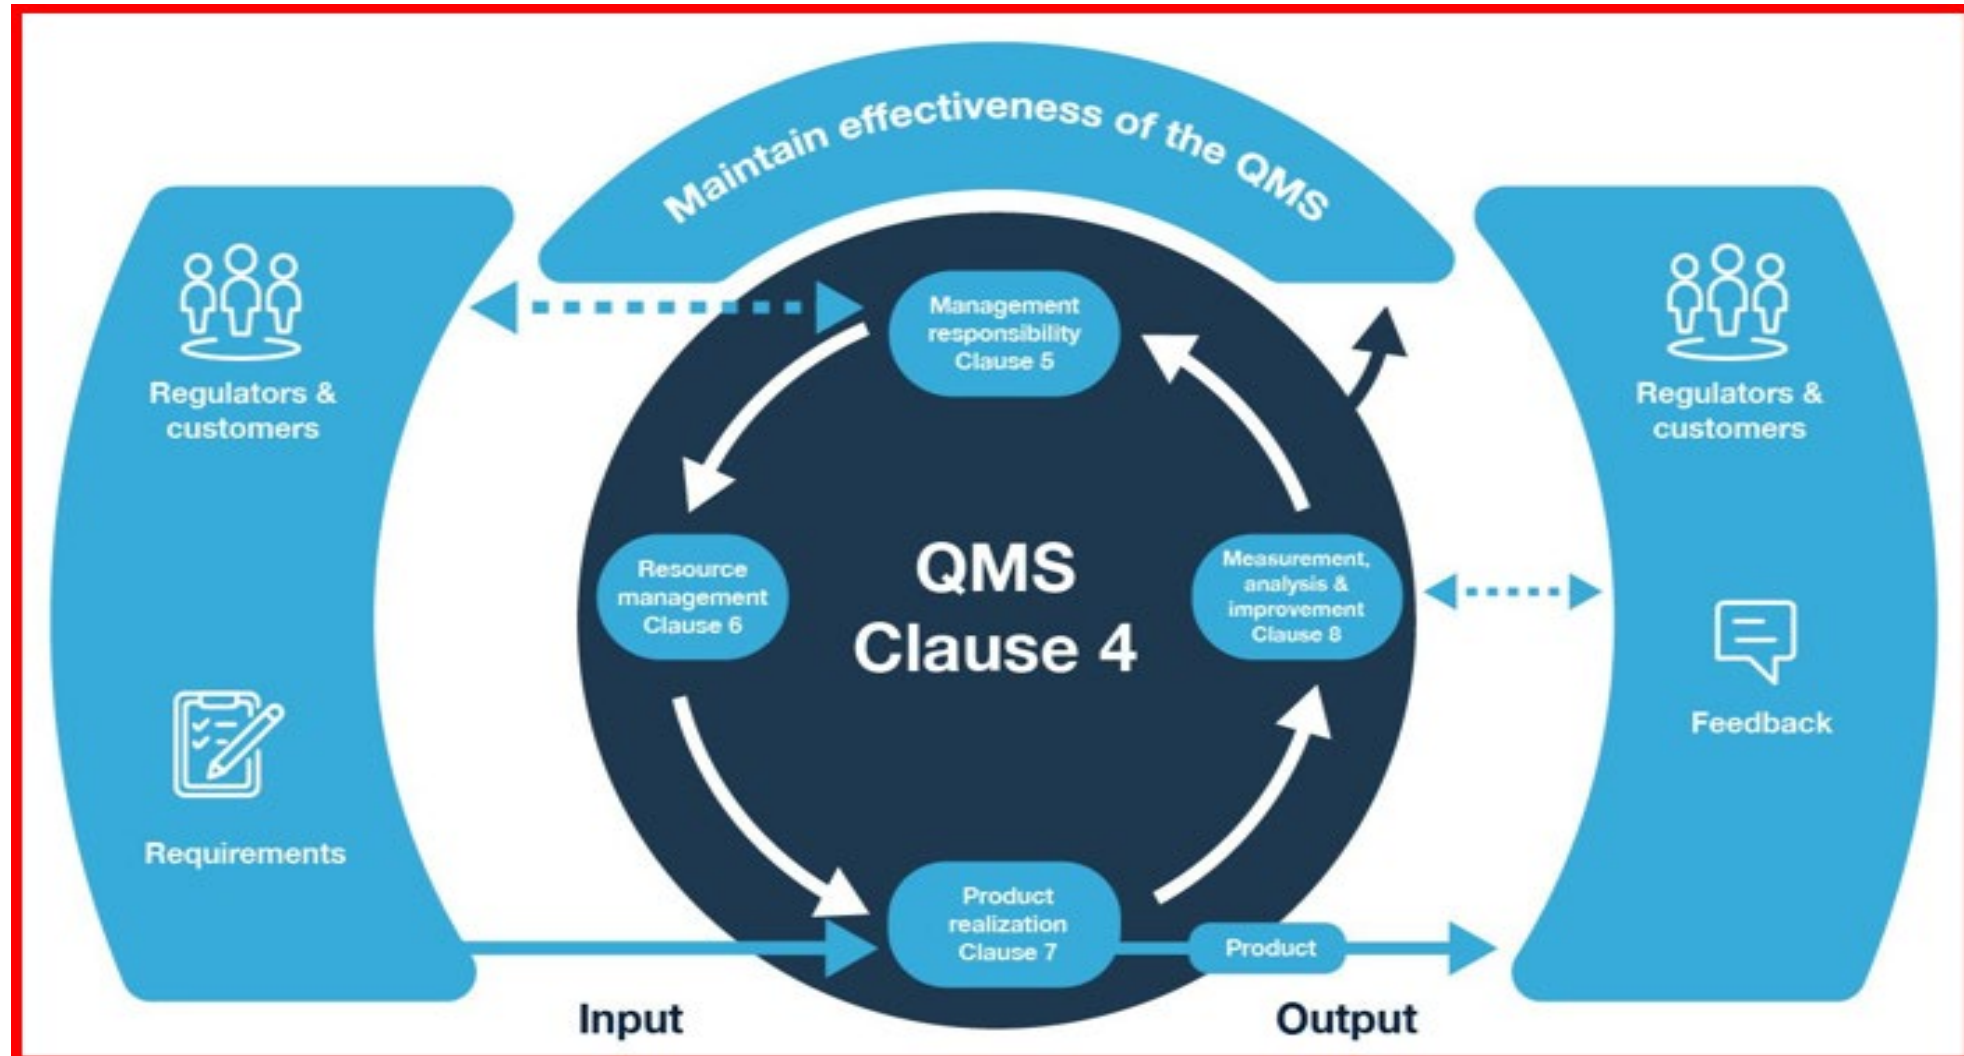 Maintain effectiveness of the QMS
Regulators &
customers
Requirements
Management
responsibility
Clause 5
Resource
management
Clause 6
QMS
Clause 4
Measurement,
analysis &
improvement
Clause 8
Product
realization
Clause 7
Product
Regulators &
customers
Feedback
Input
Output